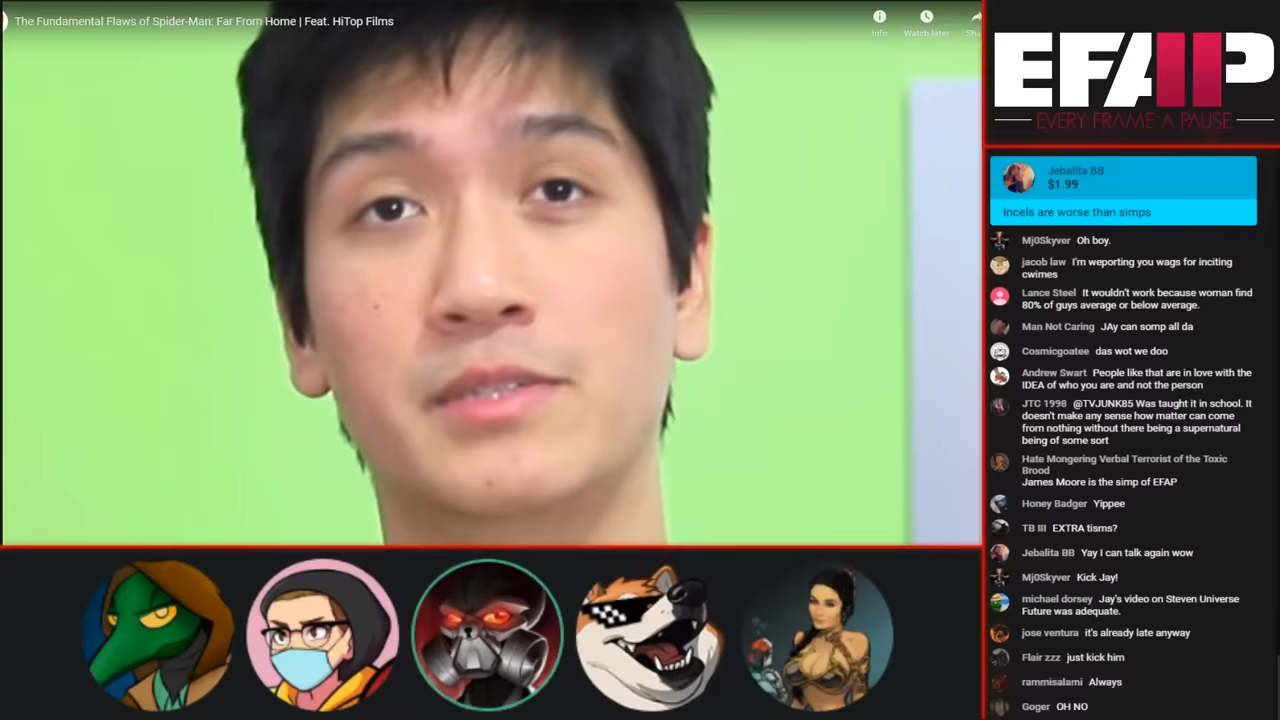 The Fundamental Flaws of Spider-Man: Far From Home | Feat. HiTop Films
Info
Watch later
EFAP
EVERY FRAME A PAUSE
Jebalita BB
$1.99
Incels are worse than simps
Mj0Skyver Oh boy.
jacob law I'm weporting you wags for inciting
cwimes
Lance Steel It wouldn't work because woman find
80% of guys average or below average.
Man Not Caring JAy can somp all da
Cosmicgoatee das wot we doo
Andrew Swart People like that are in love with the
IDEA of who you are and not the person
JTC 1998 @TVJUNK85 Was taught it in school. It
doesn't make any sense how matter can come
from nothing without there being a supernatural
being of some sort
Hate Mongering Verbal Terrorist of the Toxic
Brood
James Moore is the simp of EFAP
Honey Badger Yippee
TB III EXTRA tisms?
Jebalita BB Yay I can talk again wow
Mj0Skyver Kick Jay!
michael dorsey Jay's video on Steven Universe
Future was adequate.
jose ventura it's already late anyway
Flair zzz just kick him
rammisalami Always
Goger OH NO